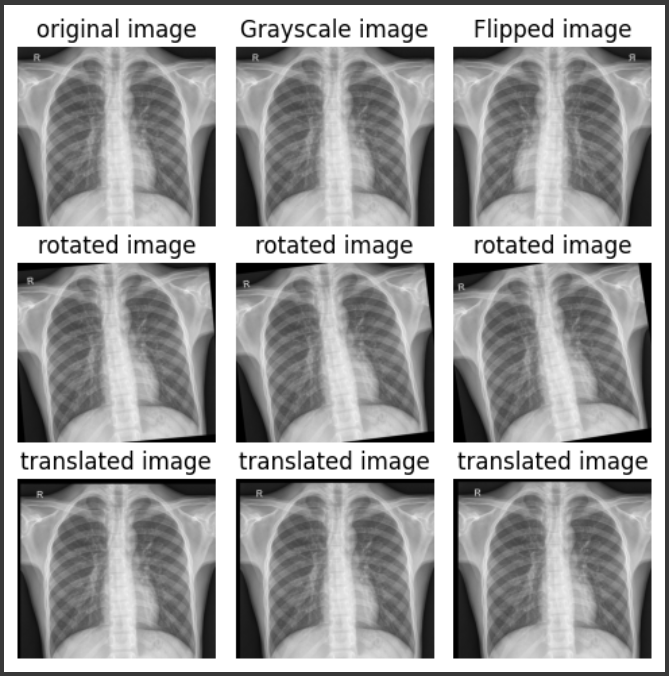 original image
Grayscale image
Flipped image
R
R
R
rotated image
rotated image
rotated image
R
R
R
translated image
translated image
translated image
R
R
R